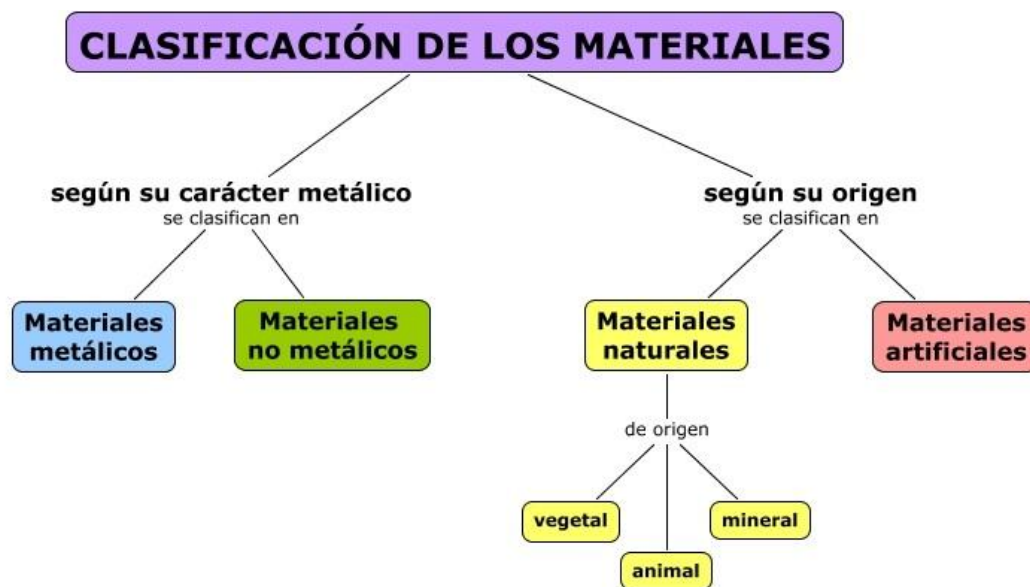 CLASIFICACIÓN DE LOS MATERIALES
según su carácter metálico
se clasifican en
Materiales
metálicos
Materiales
no metálicos
según su origen
se clasifican en
Materiales
naturales
Materiales
artificiales
de origen
vegetal
animal
mineral